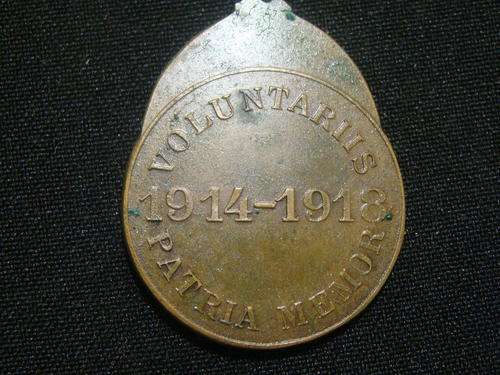 VOLUNTARIIS
1914-1918
PATRIA MEMOR